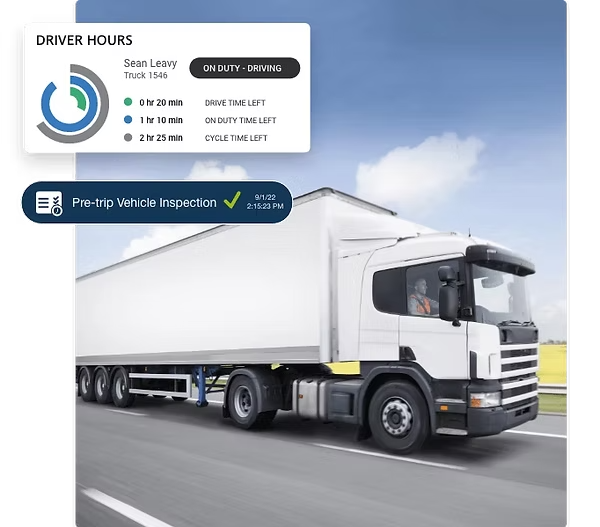 DRIVER HOURS
Sean Leavy
Truck 1546
ON DUTY - DRIVING
0 hr 20 min DRIVE TIME LEFT
1 hr 10 min ON DUTY TIME LEFT
2 hr 25 min CYCLE TIME LEFT
Pre-trip Vehicle Inspection
9/1/22
2:15:23 PM